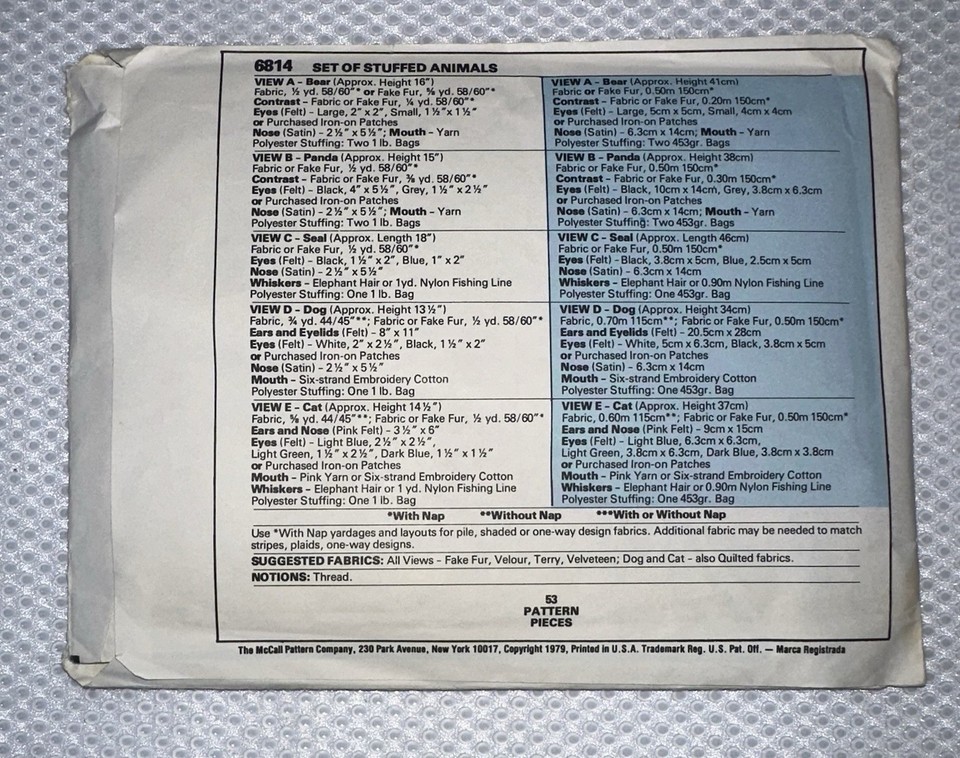 6814 SET OF STUFFED ANIMALS
VIEW A – Bear (Approx. Height 16")
Fabric, ½ yd. 58/60"* or Fake Fur, ⅝ yd. 58/60"*
Contrast – Fabric or Fake Fur, ¼ yd. 58/60"*
Eyes (Felt) – Large, 2" x 2", Small, 1½" x 1½"
or Purchased Iron-on Patches
Nose (Satin) – 2½" x 5½"; Mouth – Yarn
Polyester Stuffing: Two 1 lb. Bags
VIEW B – Panda (Approx. Height 15")
Fabric or Fake Fur, ½ yd. 58/60"*
Contrast – Fabric or Fake Fur, ⅜ yd. 58/60"*
Eyes (Felt) – Black, 4" x 5½", Grey, 1½" x 2½"
or Purchased Iron-on Patches
Nose (Satin) – 2½" x 5½"; Mouth – Yarn
Polyester Stuffing: Two 1 lb. Bags
VIEW C – Seal (Approx. Length 18")
Fabric or Fake Fur, ½ yd. 58/60"*
Eyes (Felt) – Black, 1½" x 2", Blue, 1" x 2"
Nose (Satin) – 2½" x 5½"
Whiskers – Elephant Hair or 1yd. Nylon Fishing Line
Polyester Stuffing: One 1 lb. Bag
VIEW D – Dog (Approx. Height 13½")
Fabric, ¾ yd. 44/45"**; Fabric or Fake Fur, ½ yd. 58/60"*
Ears and Eyelids (Felt) – 8" x 11"
Eyes (Felt) – White, 2" x 2½", Black, 1½" x 2"
or Purchased Iron-on Patches
Nose (Satin) – 2½" x 5½"
Mouth – Six-strand Embroidery Cotton
Polyester Stuffing: One 1 lb. Bag
VIEW E – Cat (Approx. Height 14½")
Fabric, ⅝ yd. 44/45"**; Fabric or Fake Fur, ½ yd. 58/60"*
Ears and Nose (Pink Felt) – 3½" x 6"
Eyes (Felt) – Light Blue, 2½" x 2½",
Light Green, 1½" x 2½", Dark Blue, 1½" x 1½"
or Purchased Iron-on Patches
Mouth – Pink Yarn or Six-strand Embroidery Cotton
Whiskers – Elephant Hair or 1 yd. Nylon Fishing Line
Polyester Stuffing: One 1 lb. Bag
VIEW A – Bear (Approx. Height 41cm)
Fabric or Fake Fur, 0.50m 150cm*
Contrast – Fabric or Fake Fur, 0.20m 150cm*
Eyes (Felt) – Large, 5cm x 5cm, Small, 4cm x 4cm
or Purchased Iron-on Patches
Nose (Satin) – 6.3cm x 14cm; Mouth – Yarn
Polyester Stuffing: Two 453gr. Bags
VIEW B – Panda (Approx. Height 38cm)
Fabric or Fake Fur, 0.50m 150cm*
Contrast – Fabric or Fake Fur, 0.30m 150cm*
Eyes (Felt) – Black, 10cm x 14cm, Grey, 3.8cm x 6.3cm
or Purchased Iron-on Patches
Nose (Satin) – 6.3cm x 14cm; Mouth – Yarn
Polyester Stuffing: Two 453gr. Bags
VIEW C – Seal (Approx. Length 46cm)
Fabric or Fake Fur, 0.50m 150cm*
Eyes (Felt) – Black, 3.8cm x 5cm, Blue, 2.5cm x 5cm
Nose (Satin) – 6.3cm x 14cm
Whiskers – Elephant Hair or 0.90m Nylon Fishing Line
Polyester Stuffing: One 453gr. Bag
VIEW D – Dog (Approx. Height 34cm)
Fabric, 0.70m 115cm**; Fabric or Fake Fur, 0.50m 150cm*
Ears and Eyelids (Felt) – 20.5cm x 28cm
Eyes (Felt) – White, 5cm x 6.3cm, Black, 3.8cm x 5cm
or Purchased Iron-on Patches
Nose (Satin) – 6.3cm x 14cm
Mouth – Six-strand Embroidery Cotton
Polyester Stuffing: One 453gr. Bag
VIEW E – Cat (Approx. Height 37cm)
Fabric, 0.60m 115cm**; Fabric or Fake Fur, 0.50m 150cm*
Ears and Nose (Pink Felt) – 9cm x 15cm
Eyes (Felt) – Light Blue, 6.3cm x 6.3cm,
Light Green, 3.8cm x 6.3cm, Dark Blue, 3.8cm x 3.8cm
or Purchased Iron-on Patches
Mouth – Pink Yarn or Six-strand Embroidery Cotton
Whiskers – Elephant Hair or 0.90m Nylon Fishing Line
Polyester Stuffing: One 453gr. Bag
*With Nap **Without Nap ***With or Without Nap
Use *With Nap yardages and layouts for pile, shaded or one-way design fabrics. Additional fabric may be needed to match
stripes, plaids, one-way designs.
SUGGESTED FABRICS: All Views – Fake Fur, Velour, Terry, Velveteen; Dog and Cat – also Quilted fabrics.
NOTIONS: Thread.
53
PATTERN
PIECES
The McCall Pattern Company, 230 Park Avenue, New York 10017, Copyright 1979, Printed in U.S.A. Trademark Reg. U.S. Pat. Off. — Marca Registrada